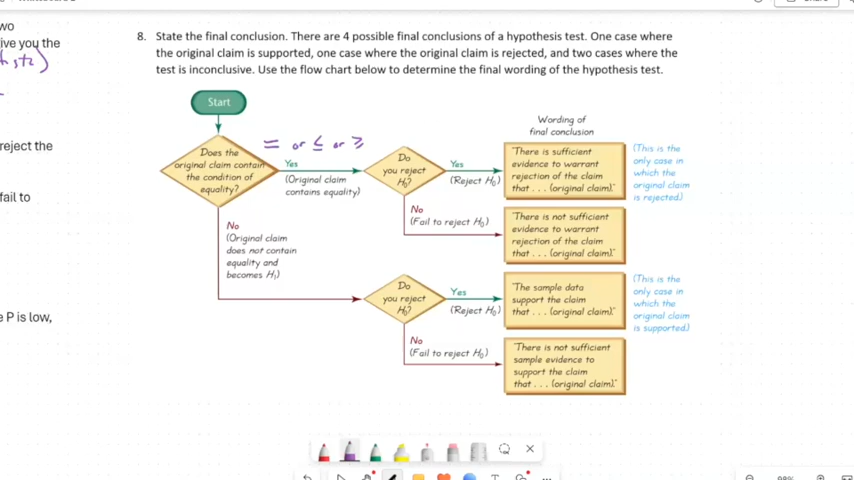 wo
ive you the
8. State the final conclusion. There are 4 possible final conclusions of a hypothesis test. One case where
the original claim is supported, one case where the original claim is rejected, and two cases where the
test is inconclusive. Use the flow chart below to determine the final wording of the hypothesis test.
reject the
fail to
e P is low,
Start
Does the
original claim contain
the condition of
equality?
= or ≤ or ≥
Yes
(Original claim
contains equality)
Do
you reject
H₀?
Yes
(Reject H₀)
No
(Fail to reject H₀)
Wording of
final conclusion
"There is sufficient
evidence to warrant
rejection of the claim
that . . . (original claim)."
(This is the
only case in
which the
original claim
is rejected.)
"There is not sufficient
evidence to warrant
rejection of the claim
that . . . (original claim)."
No
(Original claim
does not contain
equality and
becomes H₁)
Do
you reject
H₀?
Yes
(Reject H₀)
No
(Fail to reject H₀)
"The sample data
support the claim
that . . . (original claim)."
(This is the
only case in
which the
original claim
is supported.)
"There is not sufficient
sample evidence to
support the claim
that . . . (original claim)."